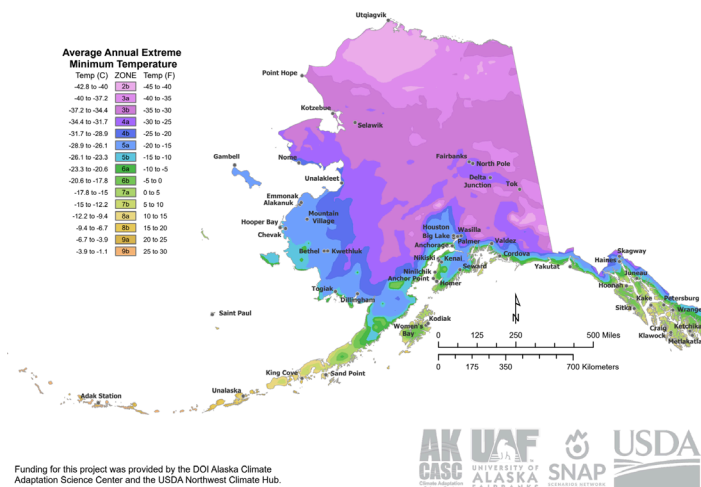 Average Annual Extreme
Minimum Temperature
Temp (C) ZONE Temp (F)
-42.8 to -40 2b -45 to -40
-40 to -37.2 3a -40 to -35
-37.2 to -34.4 3b -35 to -30
-34.4 to -31.7 4a -30 to -25
-31.7 to -28.9 4b -25 to -20
-28.9 to -26.1 5a -20 to -15
-26.1 to -23.3 5b -15 to -10
-23.3 to -20.6 6a -10 to -5
-20.6 to -17.8 6b -5 to 0
-17.8 to -15 7a 0 to 5
-15 to -12.2 7b 5 to 10
-12.2 to -9.4 8a 10 to 15
-9.4 to -6.7 8b 15 to 20
-6.7 to -3.9 9a 20 to 25
-3.9 to -1.1 9b 25 to 30
Utqiagvik
Point Hope
Kotzebue
Selawik
Gambell
Nome
Unalakleet
Fairbanks
North Pole
Delta
Junction
Tok
Emmonak
Alakanuk
Mountain
Village
Hooper Bay
Chevak
Bethel
Kwethluk
Houston
Wasilla
Big Lake
Palmer
Anchorage
Valdez
Cordova
Nikiski
Kenai
Seward
Ninilchik
Anchor Point
Homer
Yakutat
Skagway
Haines
Juneau
Hoonah
Kake
Petersburg
Sitka
Wrange
Craig
Ketchika
Klawock
Metlakatla
Togiak
Dillingham
Saint Paul
Kodiak
Women's
Bay
King Cove
Sand Point
Unalaska
Adak Station
N
0 125 250 500 Miles
0 175 350 700 Kilometers
AK
CASC
Climate Adaptation
UAF
UNIVERSITY OF
ALASKA
FAIRBANKS
SNAP
SCENARIOS NETWORK
USDA
Funding for this project was provided by the DOI Alaska Climate
Adaptation Science Center and the USDA Northwest Climate Hub.